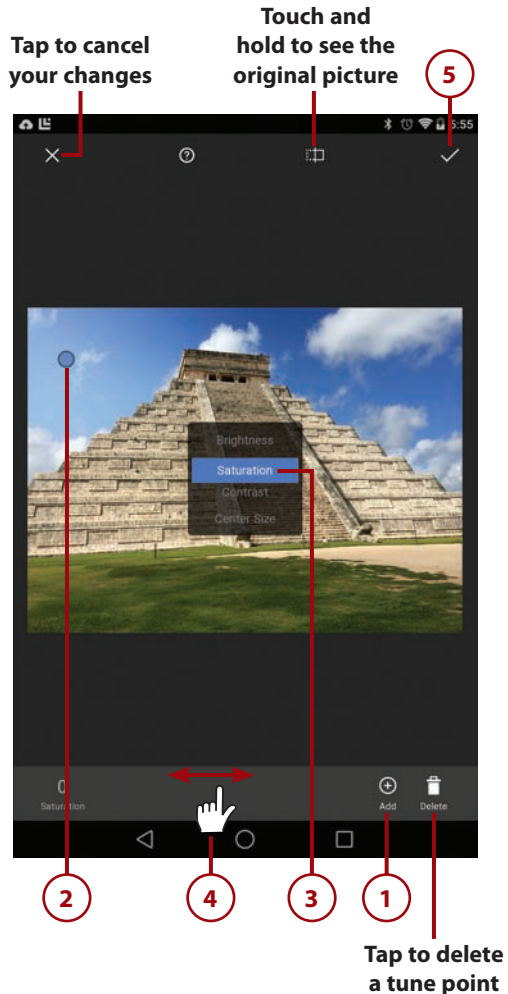 Touch and
hold to see the
original picture
Tap to cancel
your changes
5
5:55
Brightness
Saturation
Contrast
Center Size
0
Saturation
Add
Delete
2
4
3
1
Tap to delete
a tune point